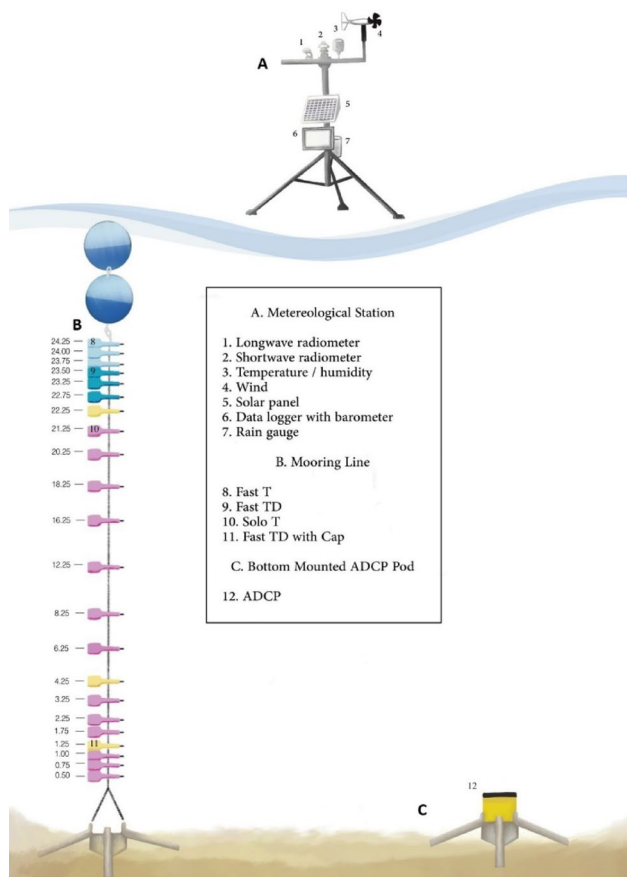 1
2
3
4
A
5
6
7
B
24.25
8
24.00
23.75
23.50
9
23.25
22.75
22.25
21.25
10
20.25
18.25
16.25
12.25
8.25
6.25
4.25
3.25
2.25
1.75
1.25
11
1.00
0.75
0.50
A. Metereological Station
1. Longwave radiometer
2. Shortwave radiometer
3. Temperature / humidity
4. Wind
5. Solar panel
6. Data logger with barometer
7. Rain gauge
B. Mooring Line
8. Fast T
9. Fast TD
10. Solo T
11. Fast TD with Cap
C. Bottom Mounted ADCP Pod
12. ADCP
12
C